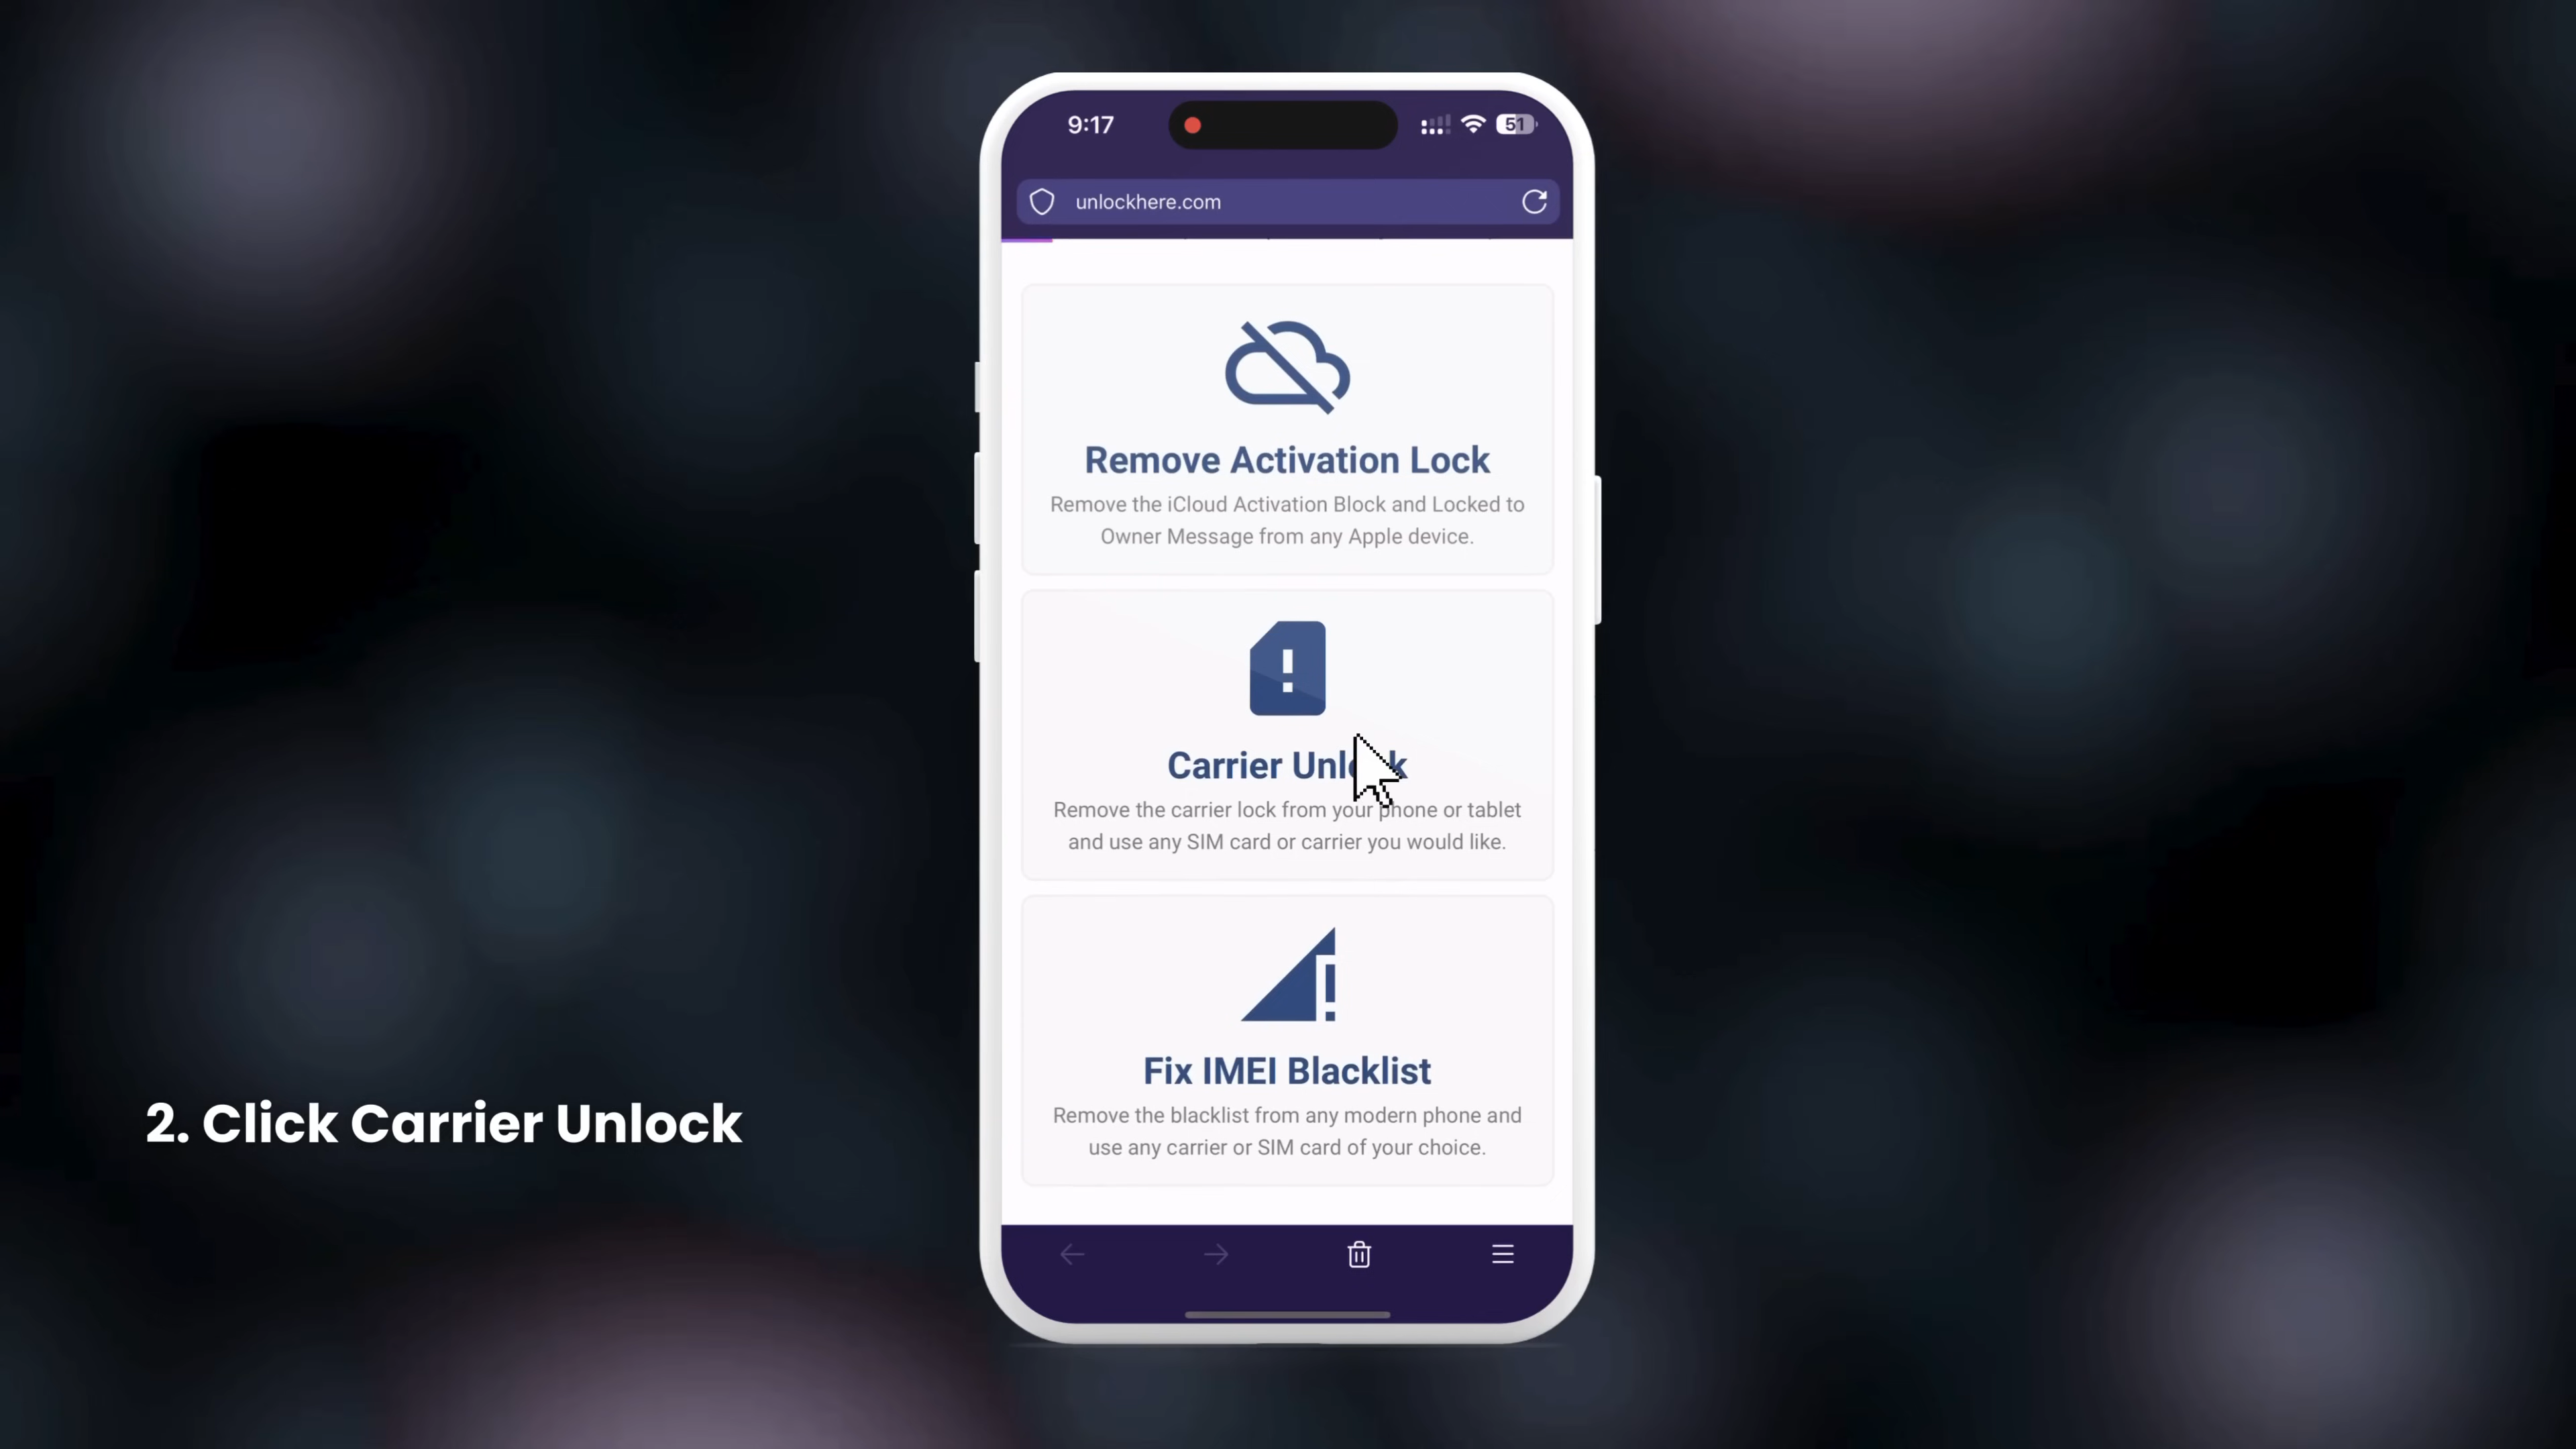 9:17
51
unlockhere.com
Remove Activation Lock
Remove the iCloud Activation Block and Locked to
Owner Message from any Apple device.
Carrier
Remove the carrier lock from your phone or tablet
and use any SIM card or carrier you would like.
Fix IMEI Blacklist
Remove the blacklist from any modern phone and
use any carrier or SIM card of your choice.
2. Click Carrier Unlock